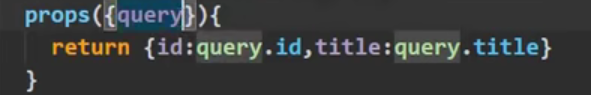 props({query}){
return {id:query.id,title:query.title}
}